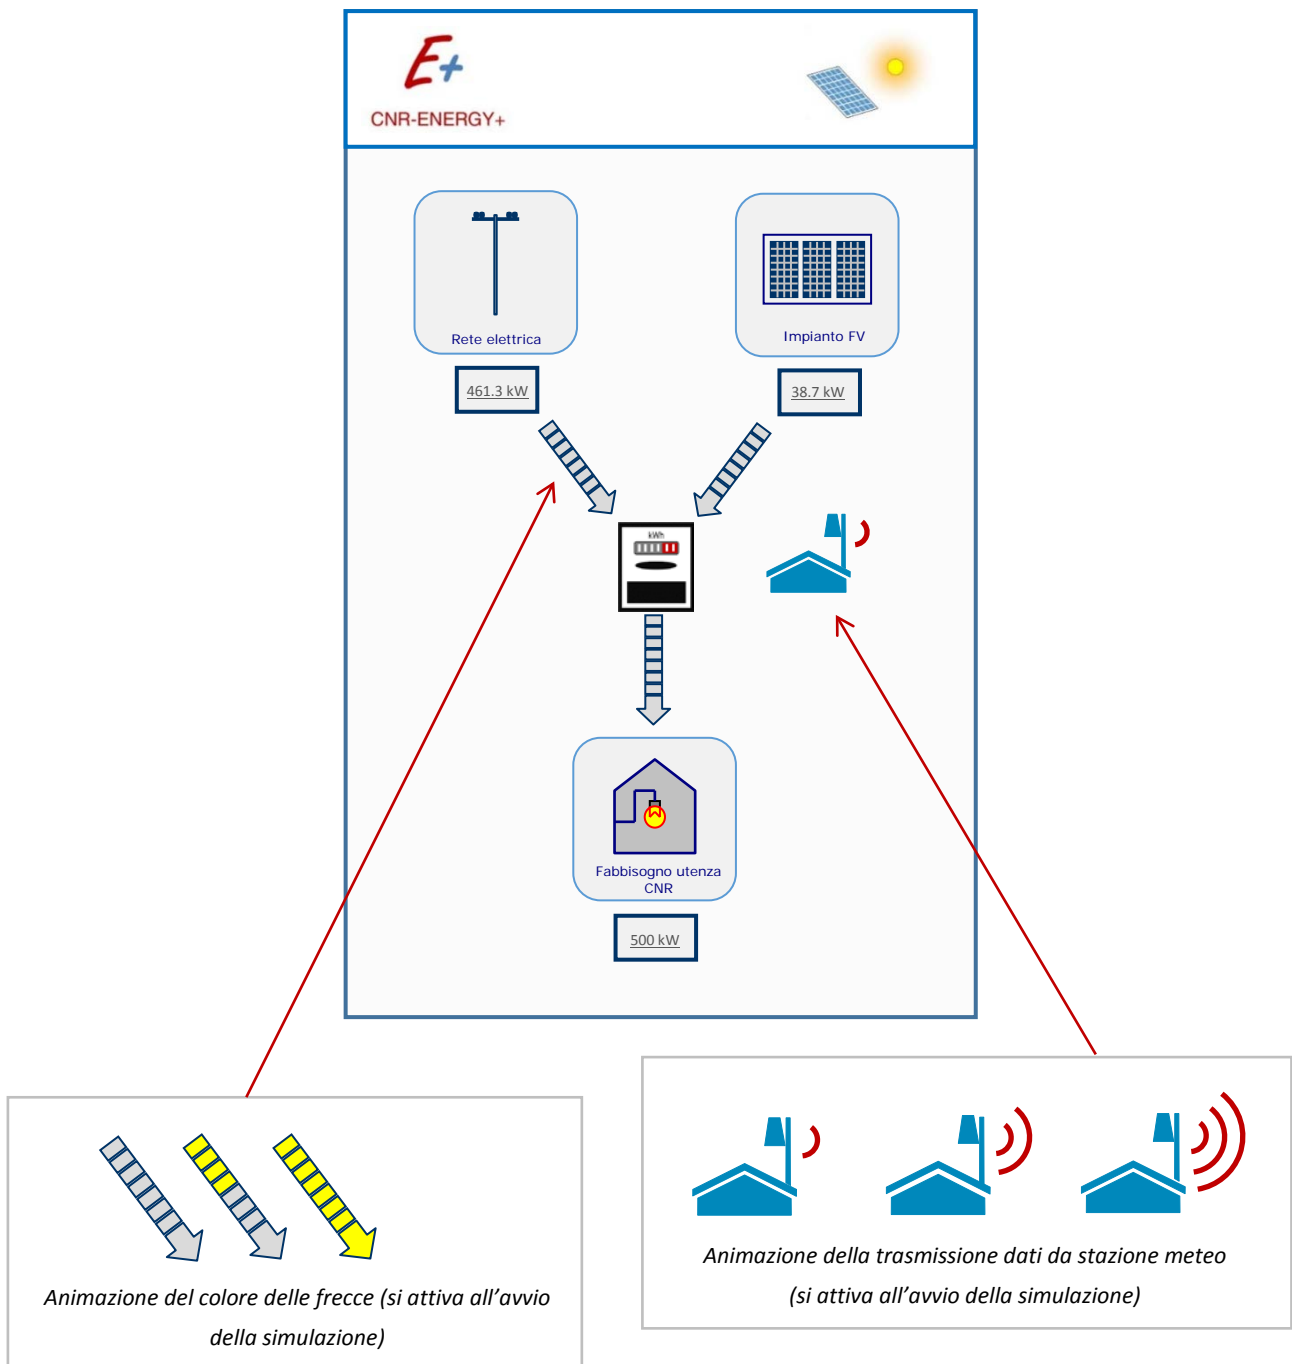 E+
CNR-ENERGY+
Rete elettrica
Impianto FV
461.3 kW
38.7 kW
kWh
Fabbisogno utenza
CNR
500 kW
Animazione del colore delle frecce (si attiva all’avvio
della simulazione)
Animazione della trasmissione dati da stazione meteo
(si attiva all’avvio della simulazione)